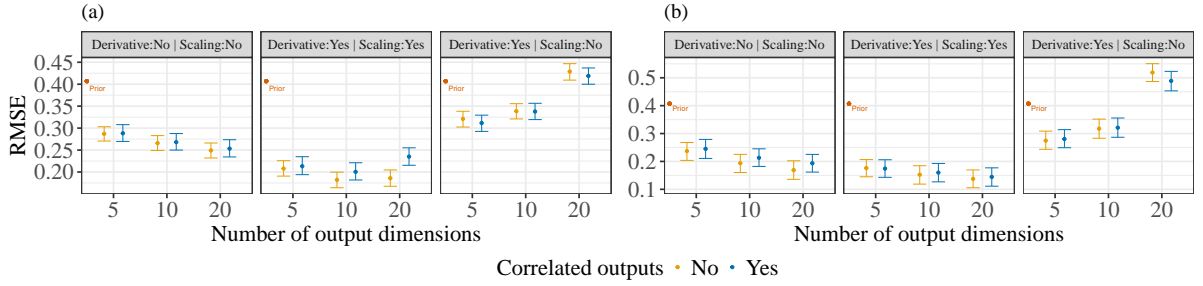 (a)
(b)
Derivative:No | Scaling:No
Derivative:Yes | Scaling:Yes
Derivative:Yes | Scaling:No
Derivative:No | Scaling:No
Derivative:Yes | Scaling:Yes
Derivative:Yes | Scaling:No
RMSE
0.45
0.40
0.35
0.30
0.25
0.20
Prior
Prior
Prior
0.5
0.4
0.3
0.2
0.1
Prior
Prior
Prior
5 10 20
5 10 20
5 10 20
5 10 20
5 10 20
5 10 20
Number of output dimensions
Number of output dimensions
Correlated outputs No Yes